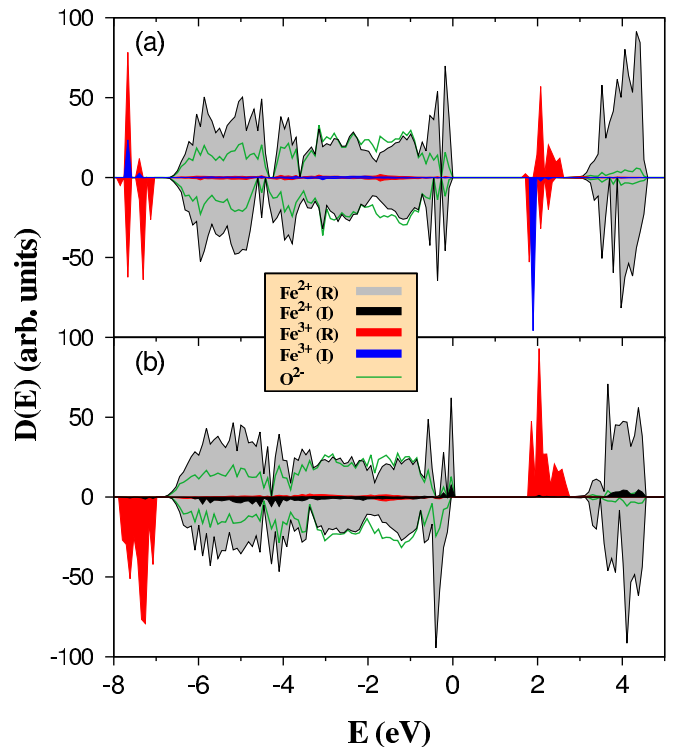 100
(a)
50
0
-50
100
Fe2+ (R)
Fe2+ (I)
Fe3+ (R)
Fe3+ (I)
O2-
D(E) (arb. units)
(b)
50
0
-50
-100
-8 -6 -4 -2 0 2 4
E (eV)